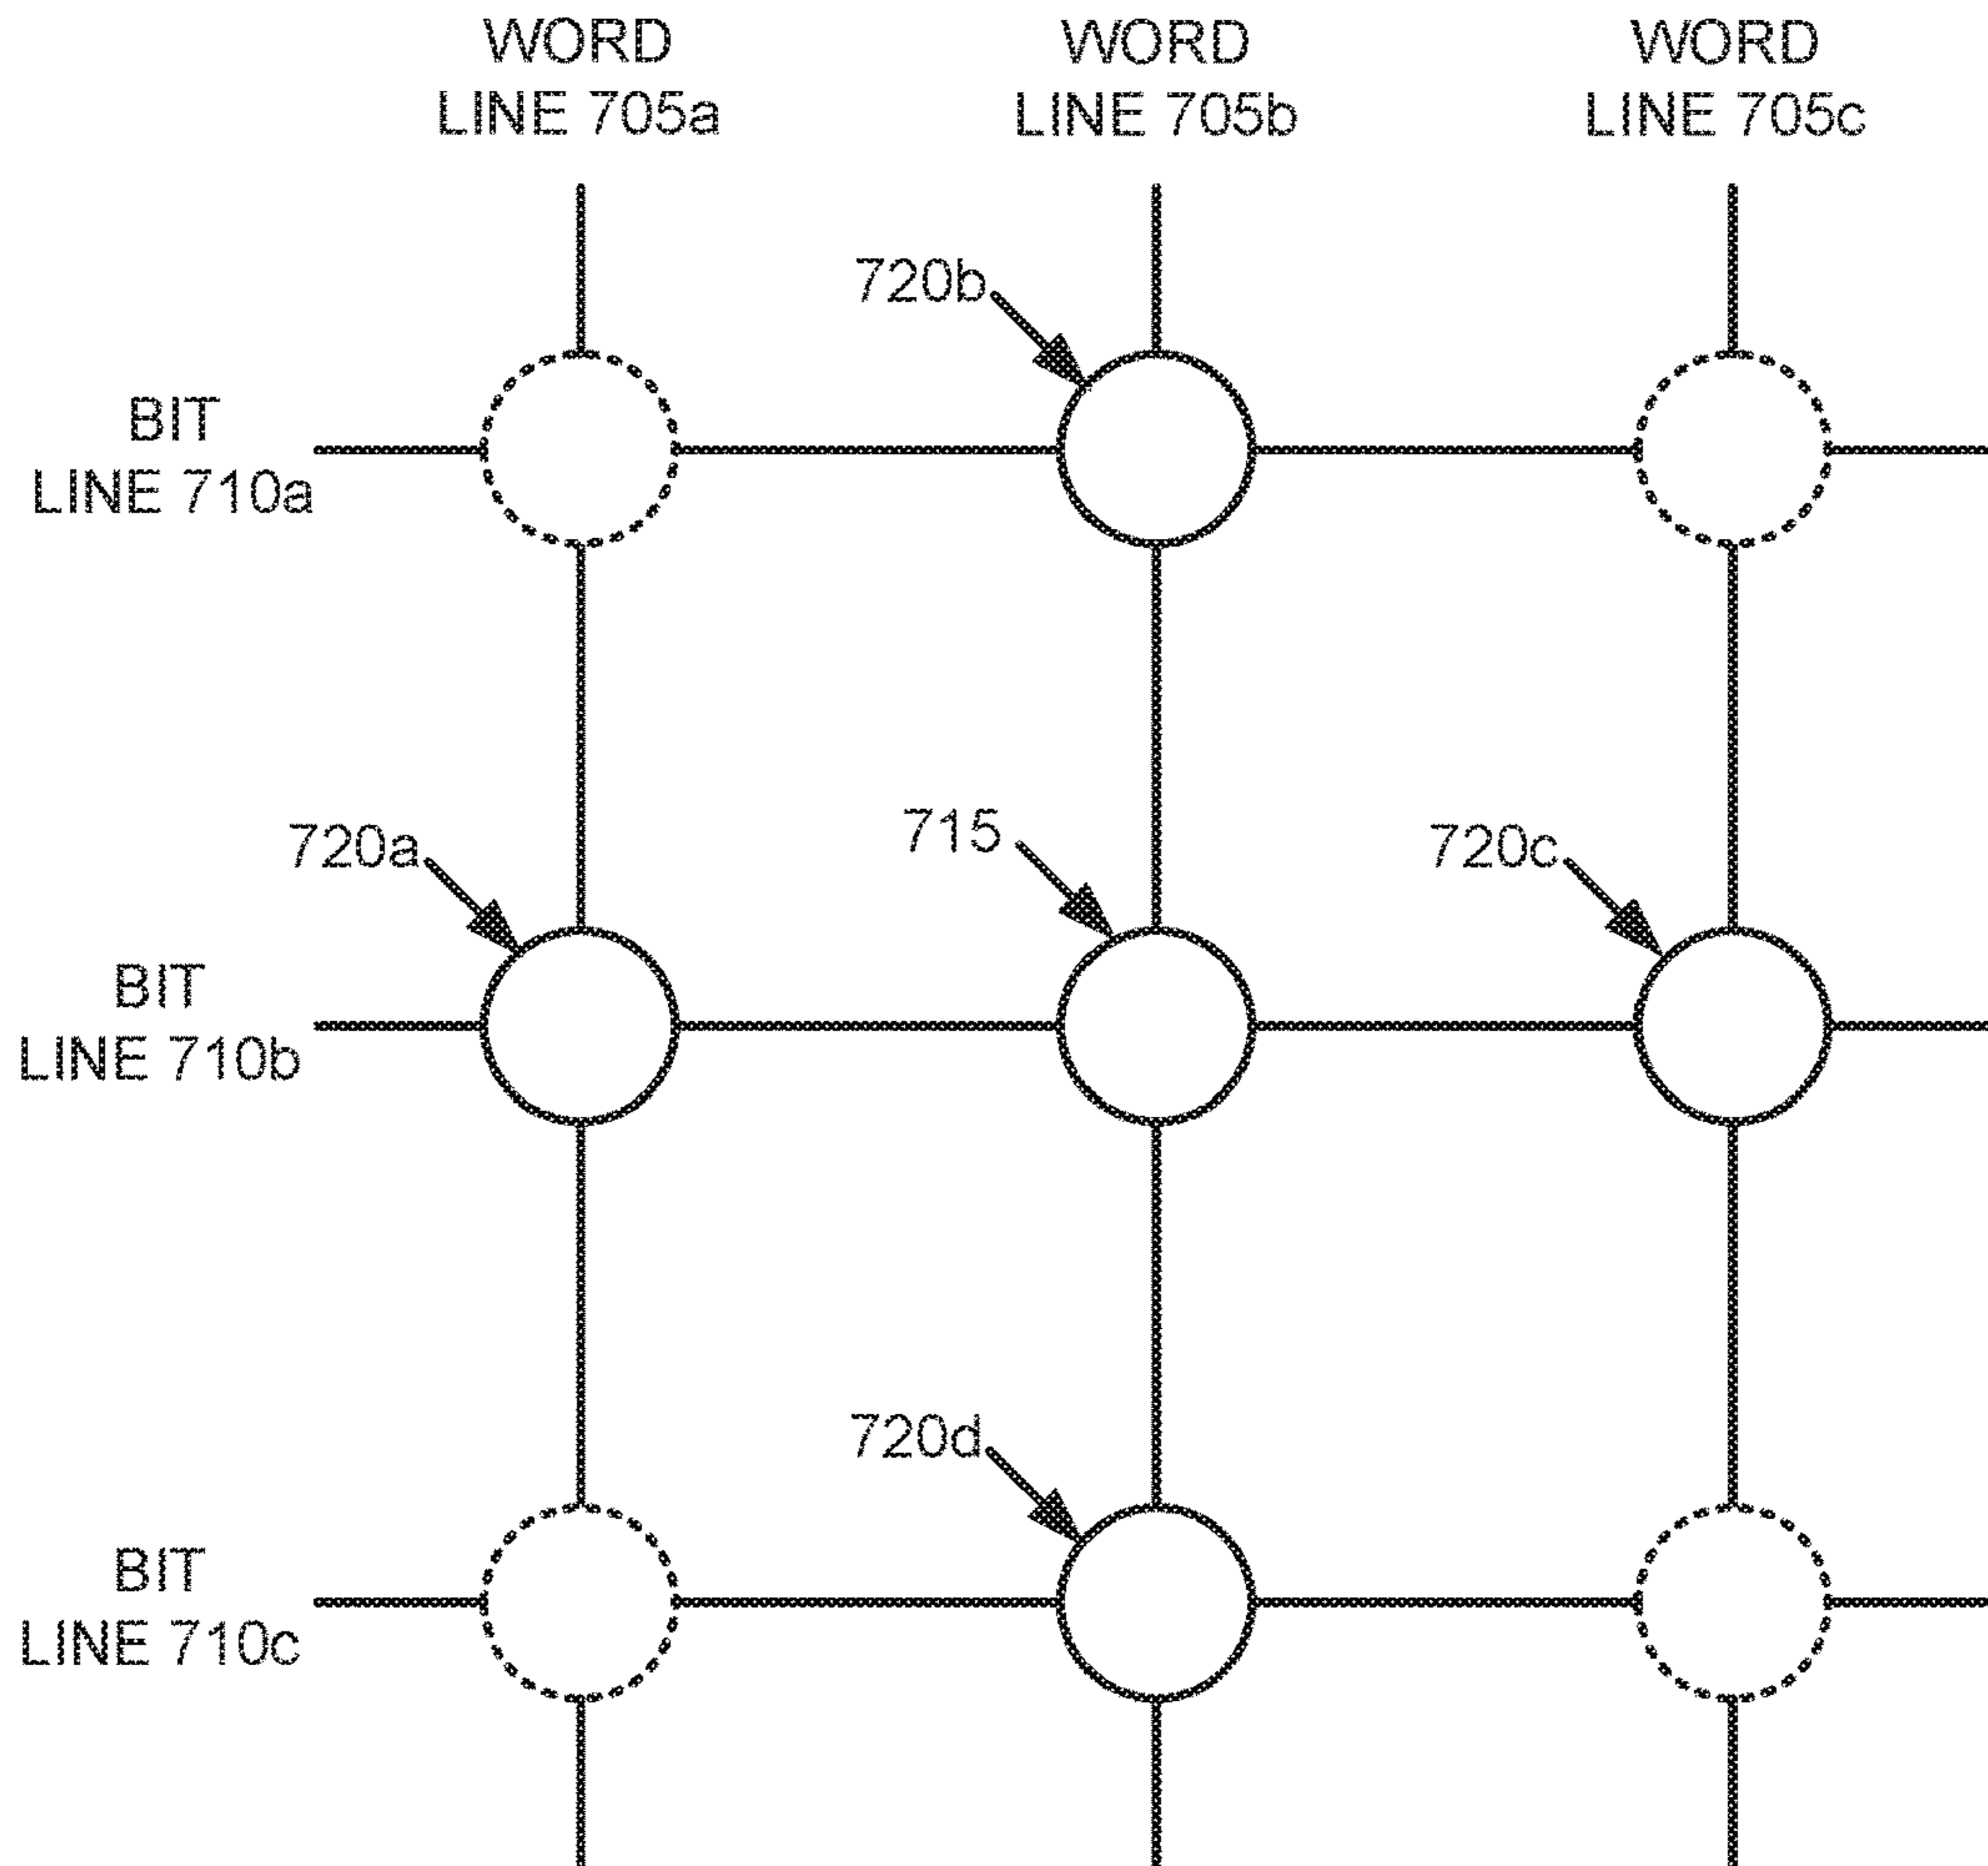 WORD
LINE 705a
WORD
LINE 705b
WORD
LINE 705c
720b
BIT
LINE 710a
720a
715
720c
BIT
LINE 710b
720d
BIT
LINE 710c